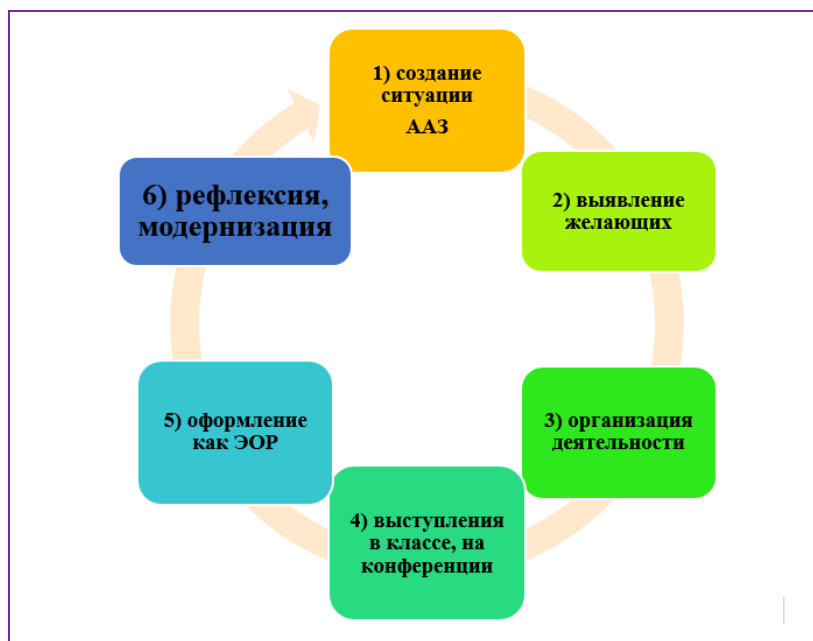 1) создание
ситуации
ААЗ
2) выявление
желающих
3) организация
деятельности
4) выступления
в классе, на
конференции
5) оформление
как ЭОР
6) рефлексия,
модернизация